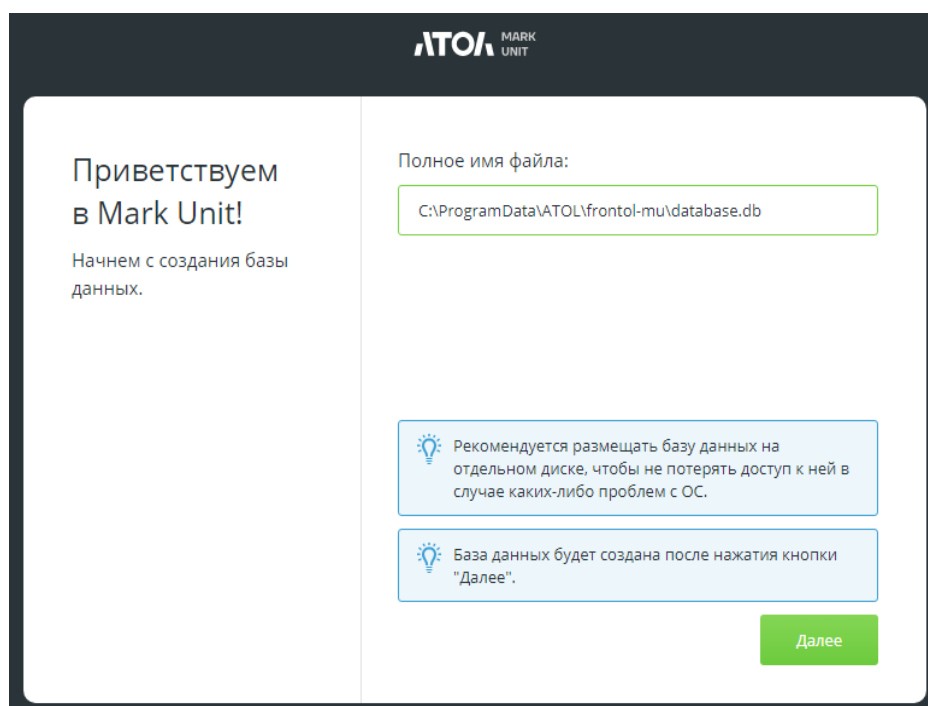 АТОЛ MARK
UNIT
Приветствуем
в Mark Unit!
Начнем с создания базы
данных.
Полное имя файла:
C:\ProgramData\ATOL\frontol-mu\database.db
Рекомендуется размещать базу данных на
отдельном диске, чтобы не потерять доступ к ней в
случае каких-либо проблем с ОС.
База данных будет создана после нажатия кнопки
"Далее".
Далее